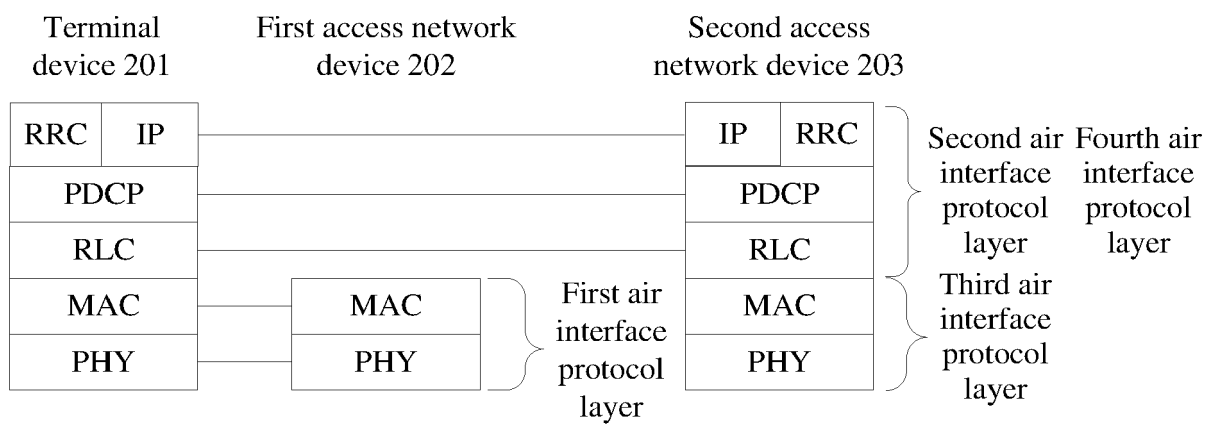 Terminal
device 201
First access network
device 202
Second access
network device 203
RRC IP
IP RRC
PDCP
PDCP
RLC
RLC
MAC
MAC
MAC
PHY
PHY
PHY
First air
interface
protocol
layer
Second air
interface
protocol
layer
Fourth air
interface
protocol
layer
Third air
interface
protocol
layer